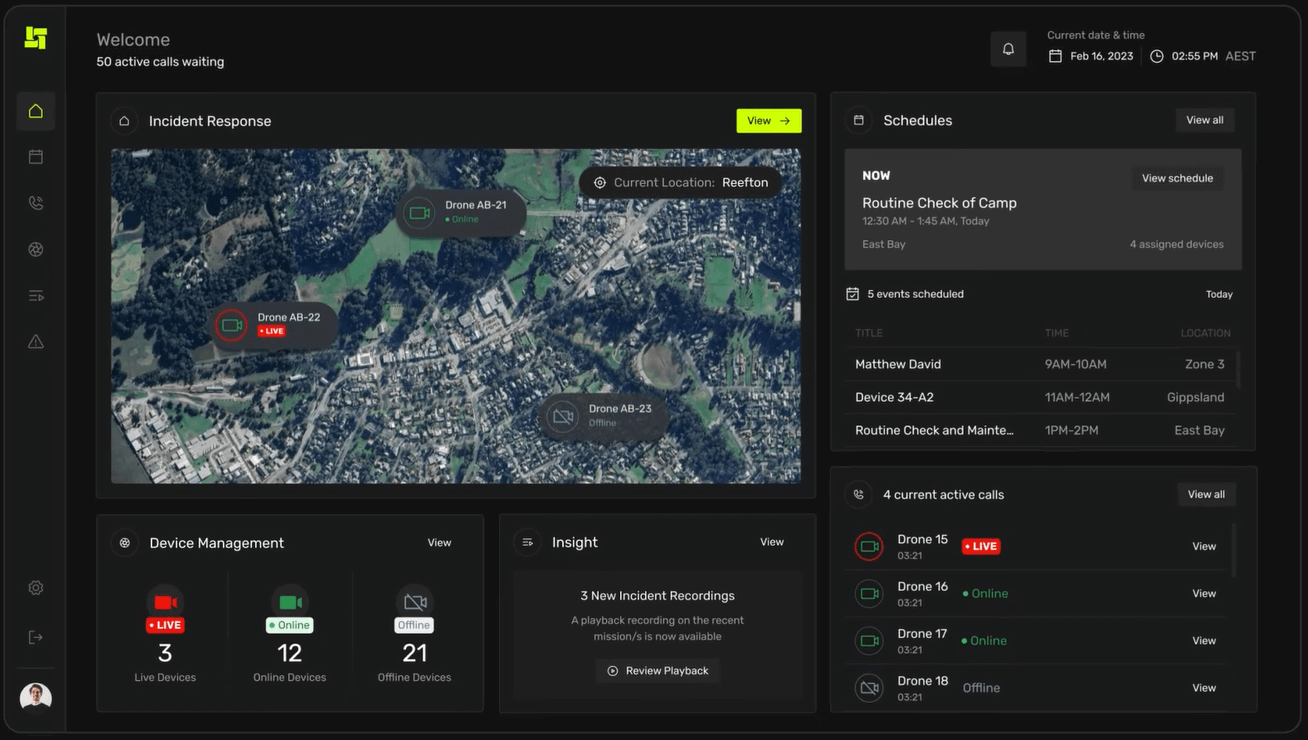 Welcome
50 active calls waiting
Current date & time
Feb 16, 2023
02:55 PM AEST
Incident Response
View
Current Location: Reefton
Drone AB-21
Online
Drone AB-22
LIVE
Drone AB-23
Offline
Schedules
View all
NOW
View schedule
Routine Check of Camp
12:30 AM - 1:45 AM, Today
East Bay
4 assigned devices
5 events scheduled
Today
TITLE TIME LOCATION
Matthew David 9AM-10AM Zone 3
Device 34-A2 11AM-12AM Gippsland
Routine Check and Mainte... 1PM-2PM East Bay
Device Management
View
LIVE
3
Live Devices
Online
12
Online Devices
Offline
21
Offline Devices
Insight
View
3 New Incident Recordings
A playback recording on the recent
mission/s is now available
Review Playback
4 current active calls
View all
Drone 15
03:21
LIVE
View
Drone 16
03:21
Online
View
Drone 17
03:21
Online
View
Drone 18
03:21
Offline
View